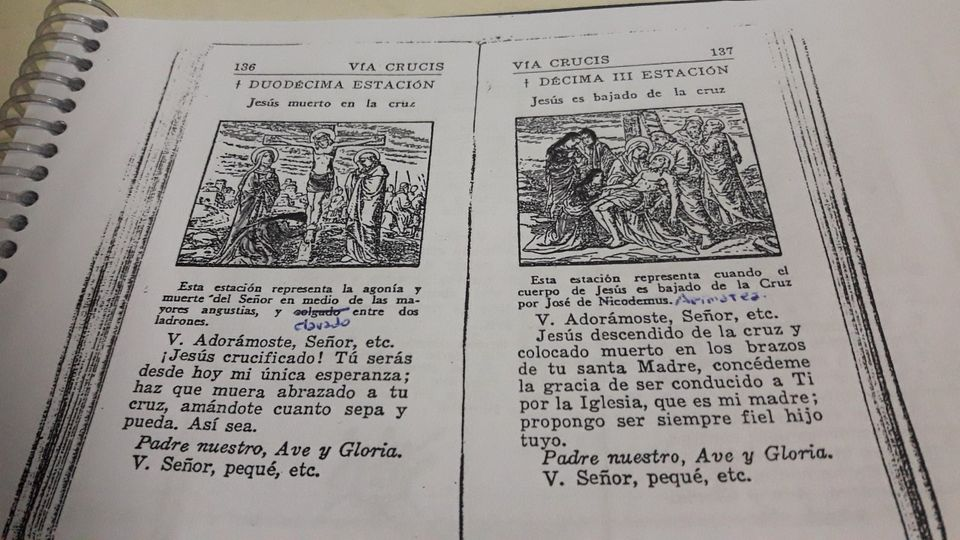 136 VÍA CRUCIS
† DUODÉCIMA ESTACIÓN
Jesús muerto en la cruz
Esta estación representa la agonía y
muerte del Señor en medio de las ma-
yores angustias, y colgado entre dos
clavado
ladrones.
V. Adorámoste, Señor, etc.
¡Jesús crucificado! Tú serás
desde hoy mi única esperanza;
haz que muera abrazado a tu
cruz, amándote cuanto sepa y
pueda. Así sea.
Padre nuestro, Ave y Gloria.
V. Señor, pequé, etc.
VÍA CRUCIS 137
† DÉCIMA III ESTACIÓN
Jesús es bajado de la cruz
Esta estación representa cuando el
cuerpo de Jesús es bajado de la Cruz
por José de Nicodemus. Arimatea.
V. Adorámoste, Señor, etc.
Jesús descendido de la cruz y
colocado muerto en los brazos
de tu santa Madre, concédeme
la gracia de ser conducido a Ti
por la Iglesia, que es mi madre;
propongo ser siempre fiel hijo
tuyo.
Padre nuestro, Ave y Gloria.
V. Señor, pequé, etc.